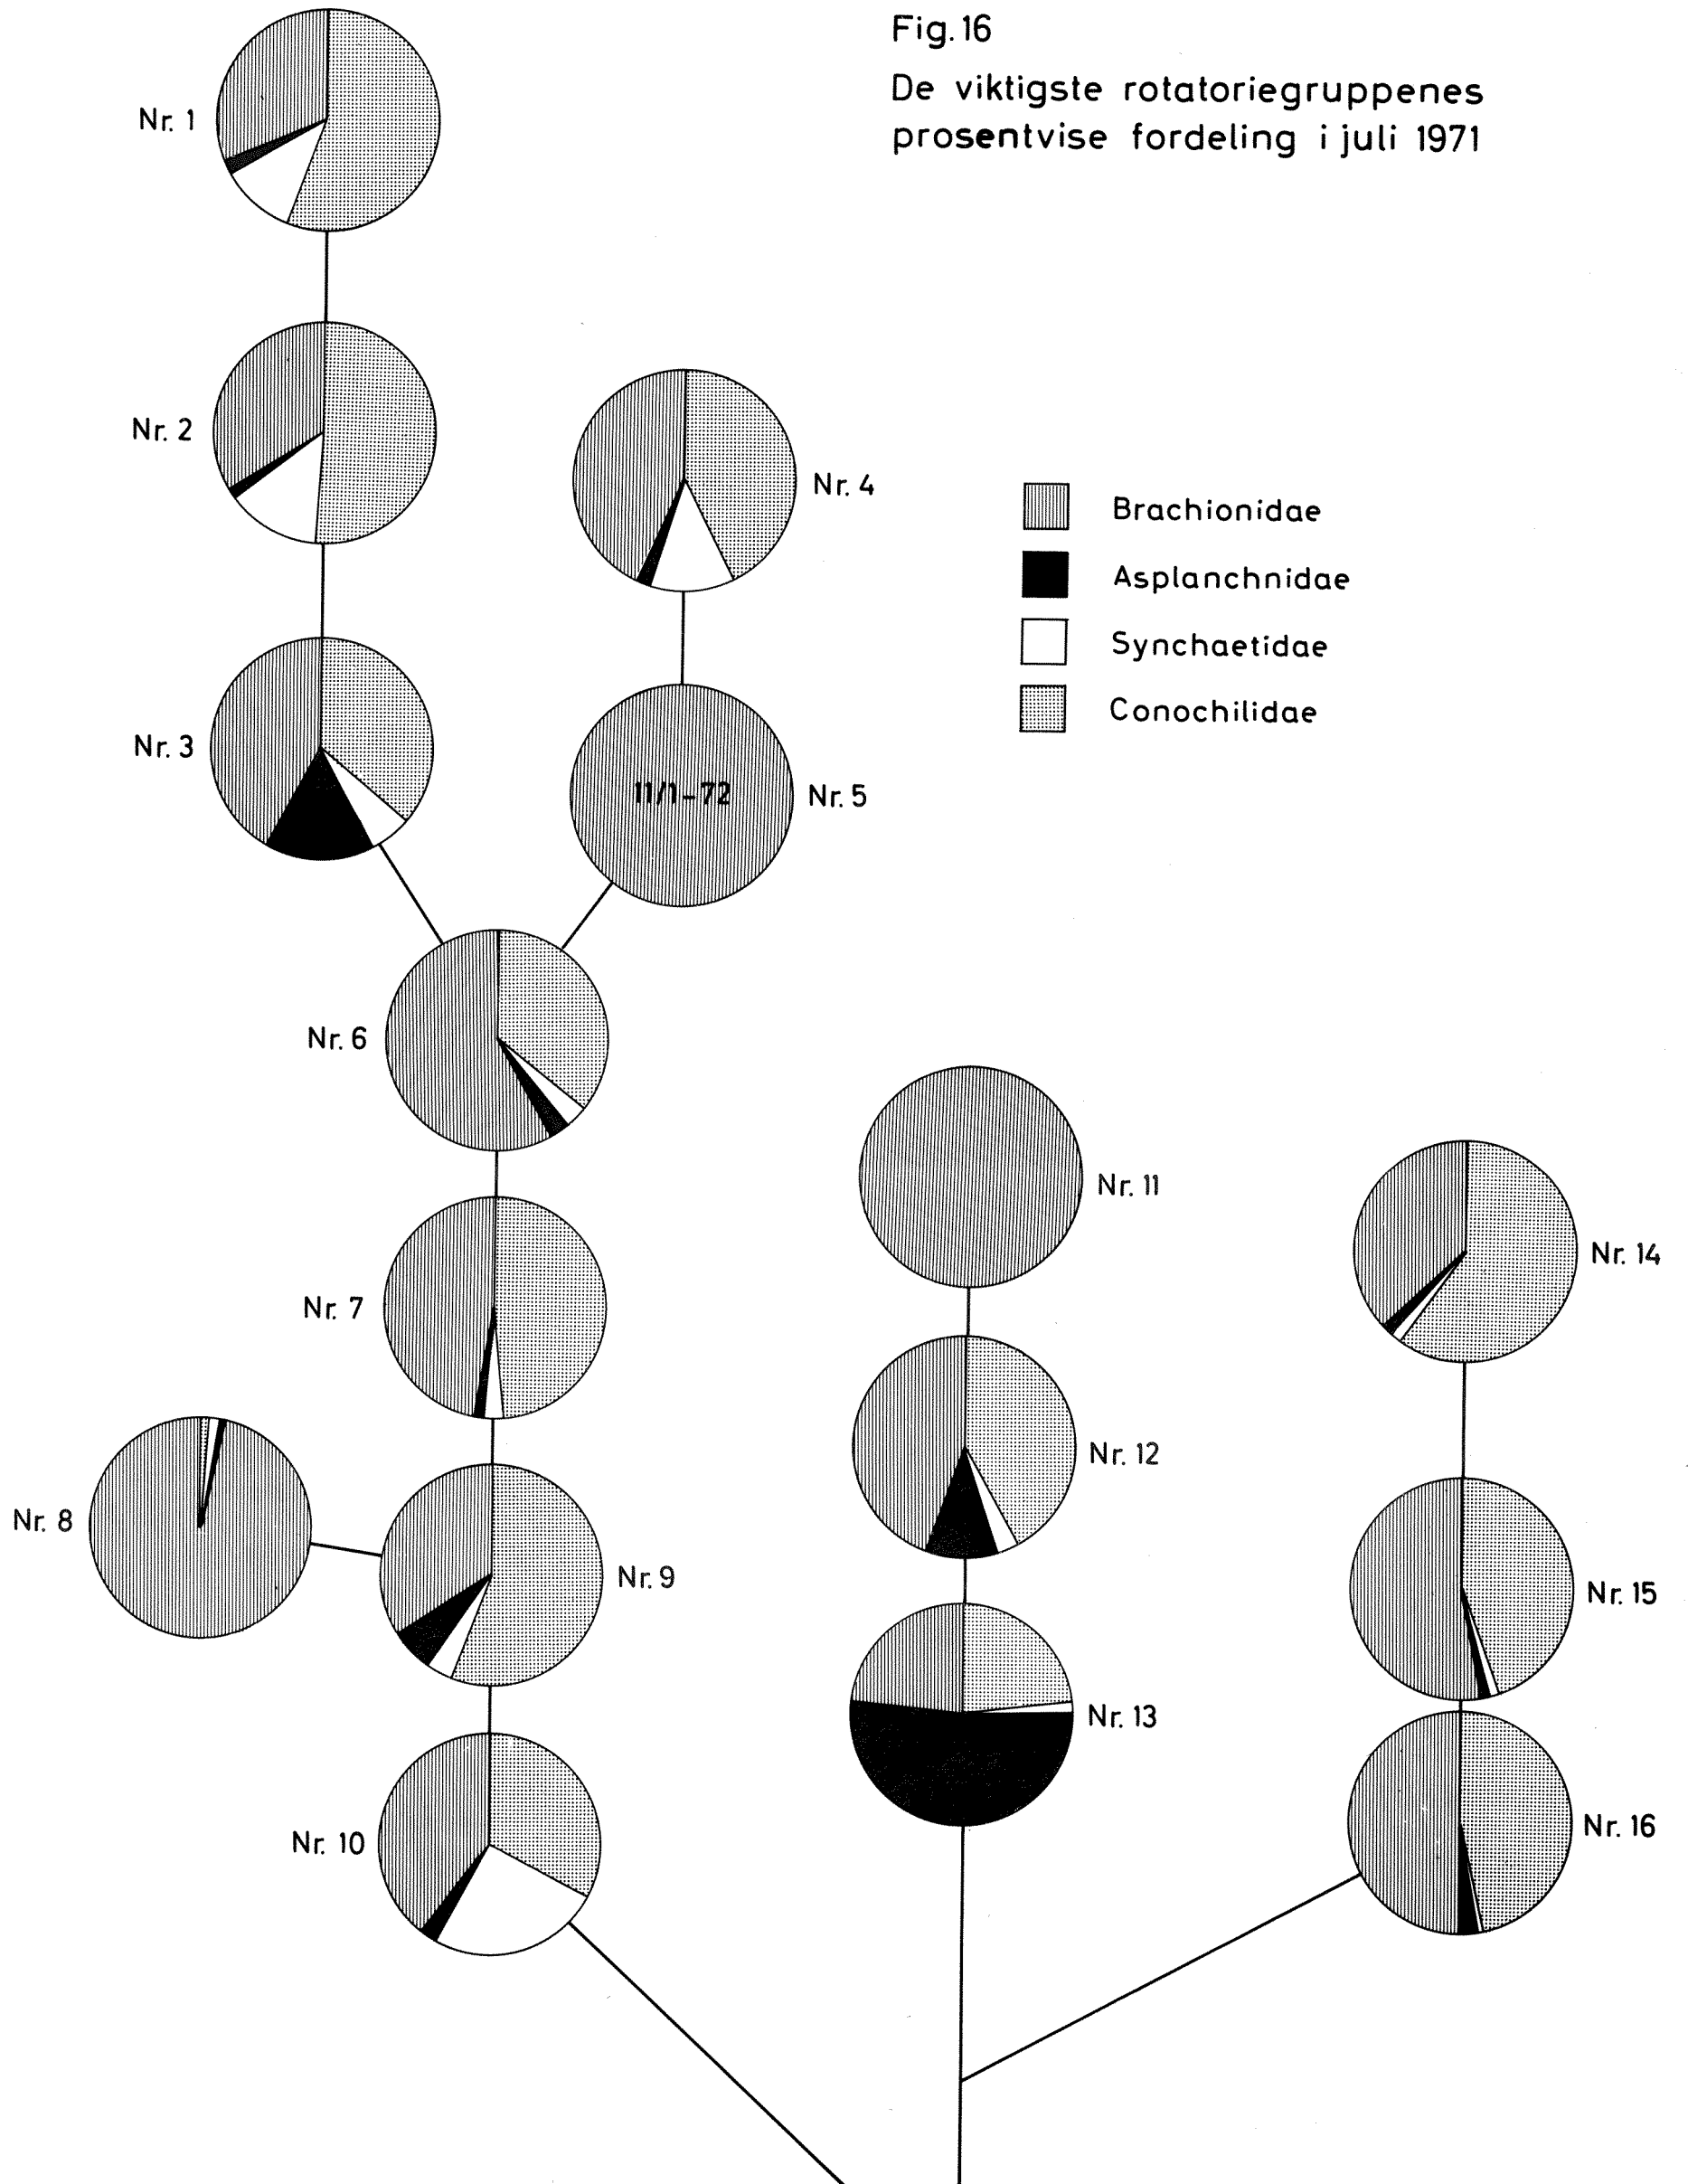 Fig. 16
De viktigste rotatoriegruppenes
prosentvise fordeling i juli 1971
Nr. 1
Nr. 2
Nr. 4
Brachionidae
Asplanchnidae
Synchaetidae
Conochilidae
Nr. 3
11/1-72
Nr. 5
Nr. 6
Nr. 11
Nr. 14
Nr. 7
Nr. 12
Nr. 8
Nr. 9
Nr. 15
Nr. 13
Nr. 10
Nr. 16